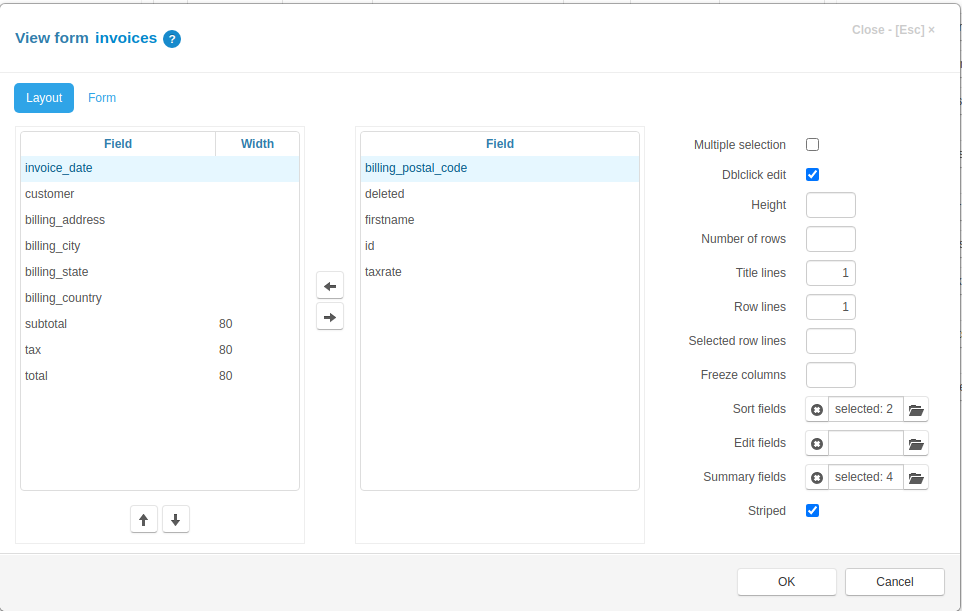 View form invoices ?
Close - [Esc] ×
Layout Form
Field Width
invoice_date
customer
billing_address
billing_city
billing_state
billing_country
subtotal 80
tax 80
total 80
Field
billing_postal_code
deleted
firstname
id
taxrate
Multiple selection
Dblclick edit
Height
Number of rows
Title lines 1
Row lines 1
Selected row lines
Freeze columns
Sort fields selected: 2
Edit fields
Summary fields selected: 4
Striped
OK Cancel